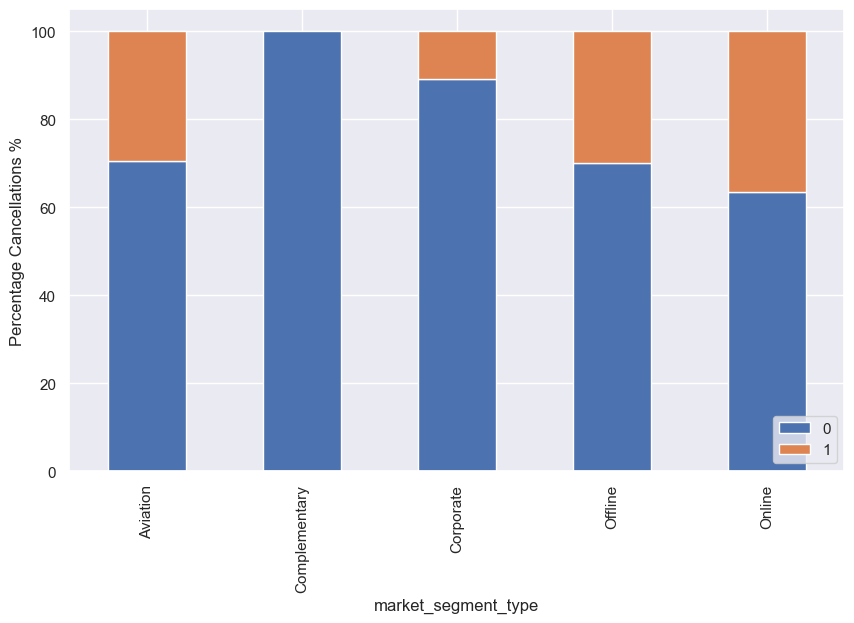 100
80
60
40
20
0
Percentage Cancellations %
0
1
Aviation
Complementary
Corporate
Offline
Online
market_segment_type